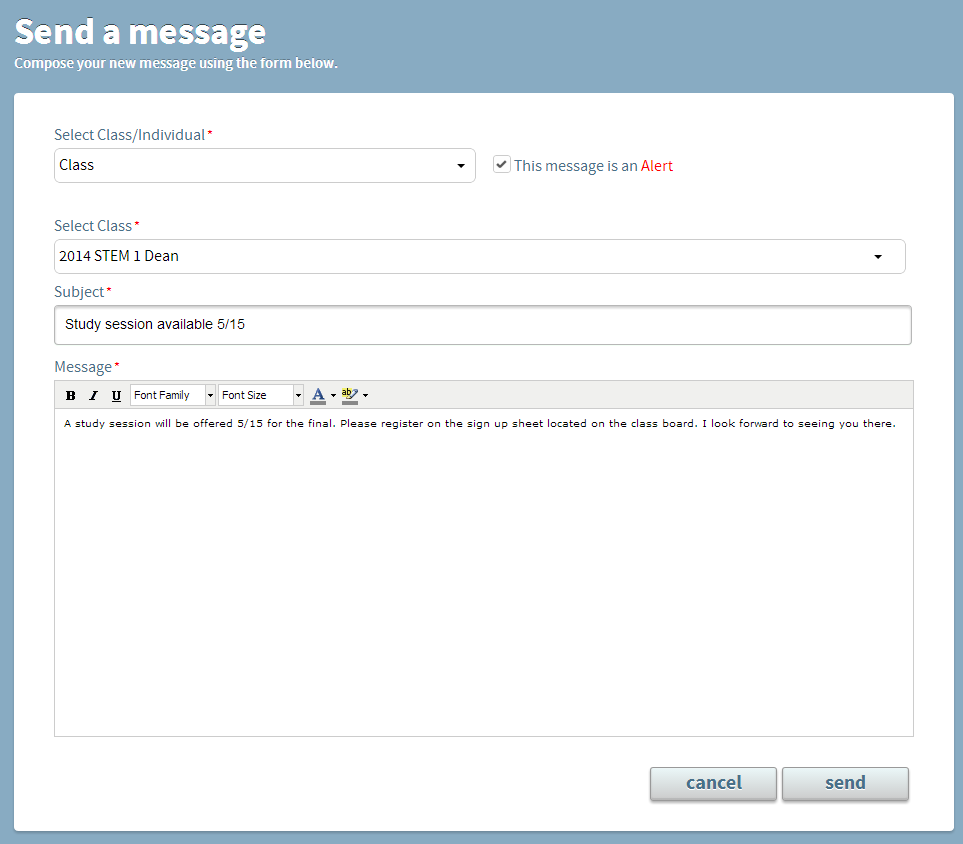 Send a message
Compose your new message using the form below.
Select Class/Individual*
Class
This message is an Alert
Select Class*
2014 STEM 1 Dean
Subject*
Study session available 5/15
Message*
B I U Font Family Font Size A ab
A study session will be offered 5/15 for the final. Please register on the sign up sheet located on the class board. I look forward to seeing you there.
cancel send